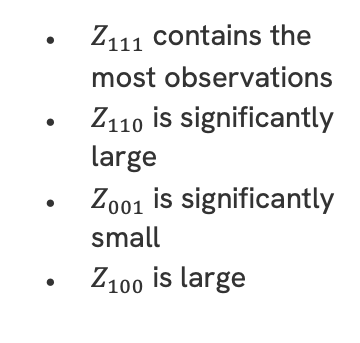 • Z₁₁₁ contains the
most observations
• Z₁₁₀ is significantly
large
• Z₀₀₁ is significantly
small
• Z₁₀₀ is large